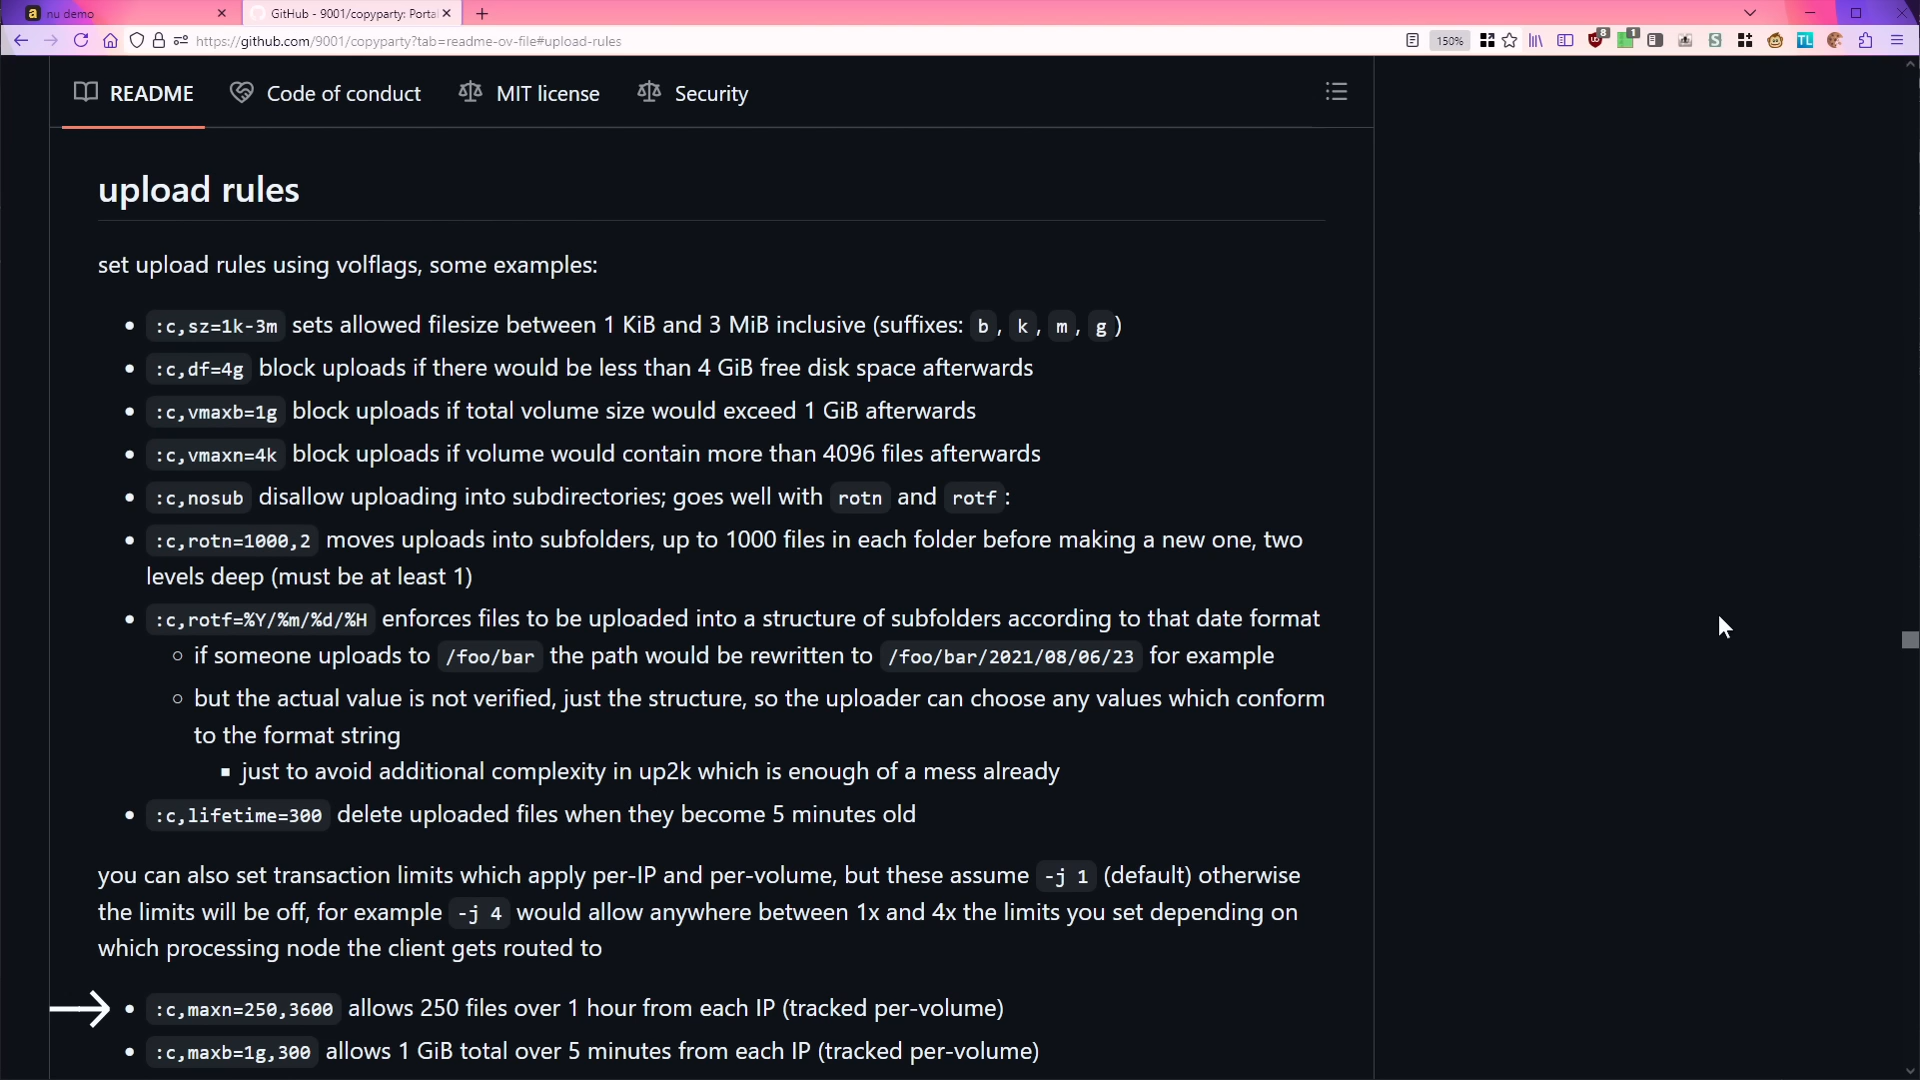 nu demo
GitHub - 9001/copyparty: Porta
https://github.com/9001/copyparty?tab=readme-ov-file#upload-rules
150%
8
1
S
TL
README
Code of conduct
MIT license
Security
upload rules
set upload rules using volflags, some examples:
:c,sz=1k-3m sets allowed filesize between 1 KiB and 3 MiB inclusive (suffixes: b, k, m, g)
:c,df=4g block uploads if there would be less than 4 GiB free disk space afterwards
:c,vmaxb=1g block uploads if total volume size would exceed 1 GiB afterwards
:c,vmaxn=4k block uploads if volume would contain more than 4096 files afterwards
:c,nosub disallow uploading into subdirectories; goes well with rotn and rotf:
:c,rotn=1000,2 moves uploads into subfolders, up to 1000 files in each folder before making a new one, two
levels deep (must be at least 1)
:c,rotf=%Y/%m/%d/%H enforces files to be uploaded into a structure of subfolders according to that date format
if someone uploads to /foo/bar the path would be rewritten to /foo/bar/2021/08/06/23 for example
but the actual value is not verified, just the structure, so the uploader can choose any values which conform
to the format string
just to avoid additional complexity in up2k which is enough of a mess already
:c,lifetime=300 delete uploaded files when they become 5 minutes old
you can also set transaction limits which apply per-IP and per-volume, but these assume -j 1 (default) otherwise
the limits will be off, for example -j 4 would allow anywhere between 1x and 4x the limits you set depending on
which processing node the client gets routed to
:c,maxn=250,3600 allows 250 files over 1 hour from each IP (tracked per-volume)
:c,maxb=1g,300 allows 1 GiB total over 5 minutes from each IP (tracked per-volume)